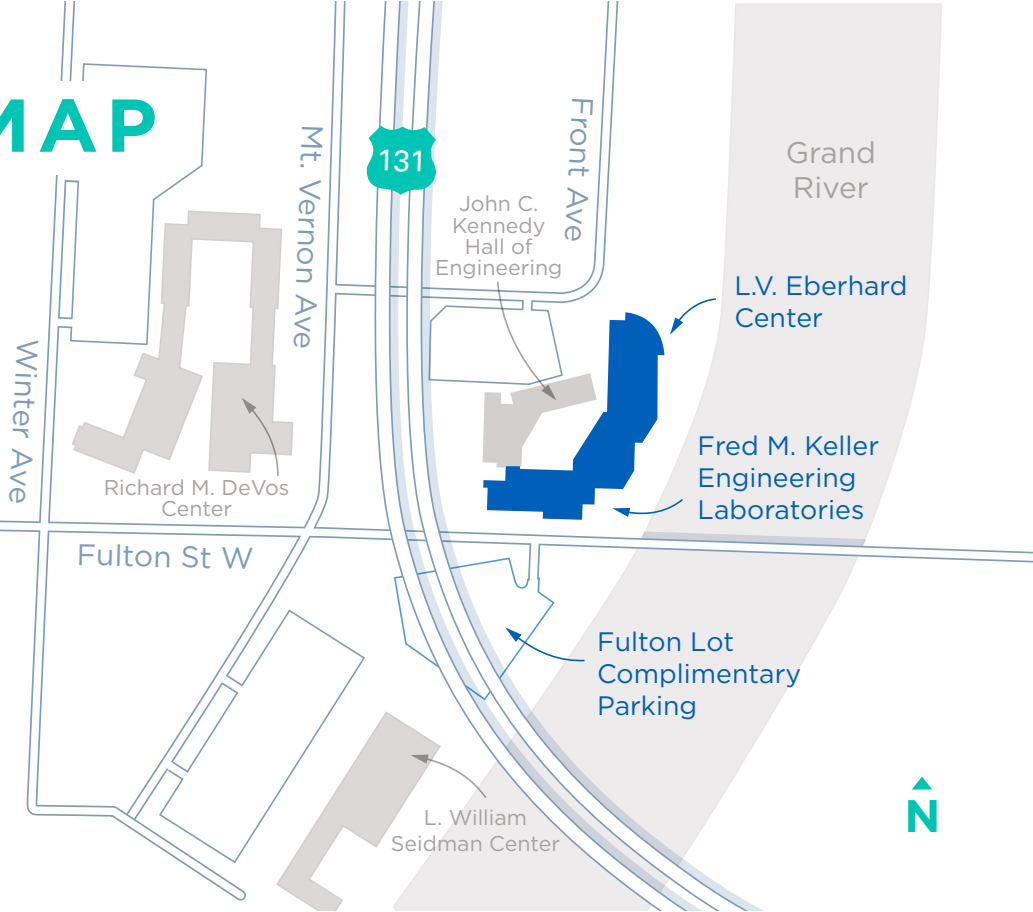 MAP
131
Mt. Vernon Ave
Front Ave
Grand
River
John C.
Kennedy
Hall of
Engineering
L.V. Eberhard
Center
Winter Ave
Fred M. Keller
Engineering
Laboratories
Richard M. DeVos
Center
Fulton St W
Fulton Lot
Complimentary
Parking
L. William
Seidman Center
N